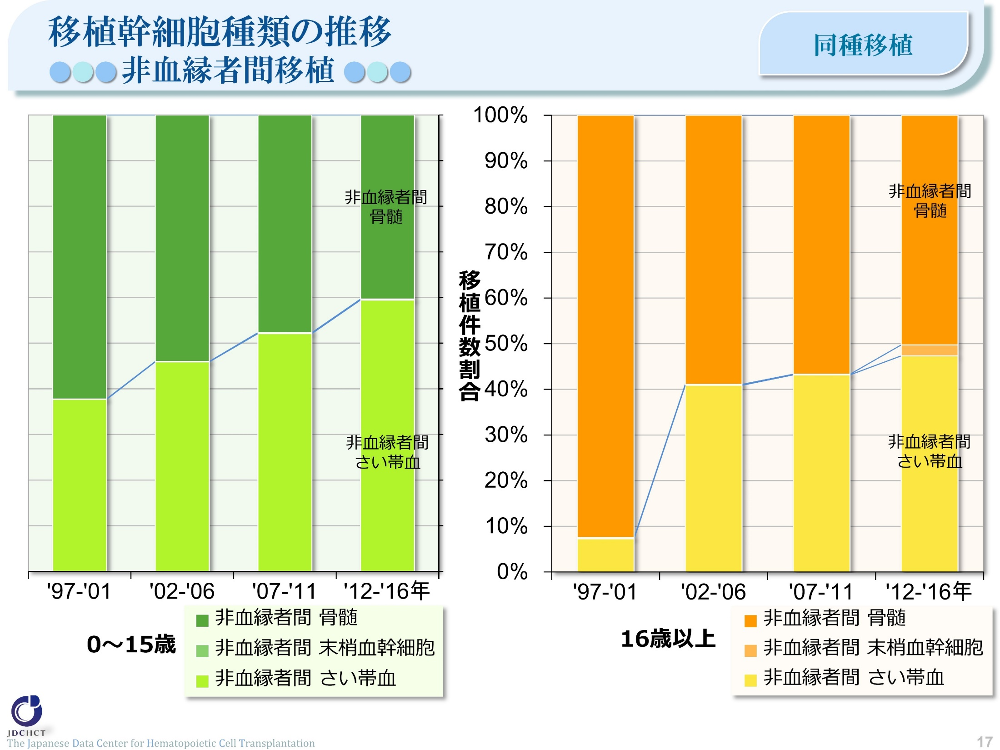 移植幹細胞種類の推移
非血縁者間移植
同種移植
非血縁者間
骨髄
非血縁者間
さい帯血
'97-'01
'02-'06
'07-'11
'12-'16年
0～15歳
非血縁者間 骨髄
非血縁者間 末梢血幹細胞
非血縁者間 さい帯血
移植件数割合
100%
90%
80%
70%
60%
50%
40%
30%
20%
10%
0%
非血縁者間
骨髄
非血縁者間
さい帯血
'97-'01
'02-'06
'07-'11
'12-'16年
16歳以上
非血縁者間 骨髄
非血縁者間 末梢血幹細胞
非血縁者間 さい帯血
JDCHCT
The Japanese Data Center for Hematopoietic Cell Transplantation
17